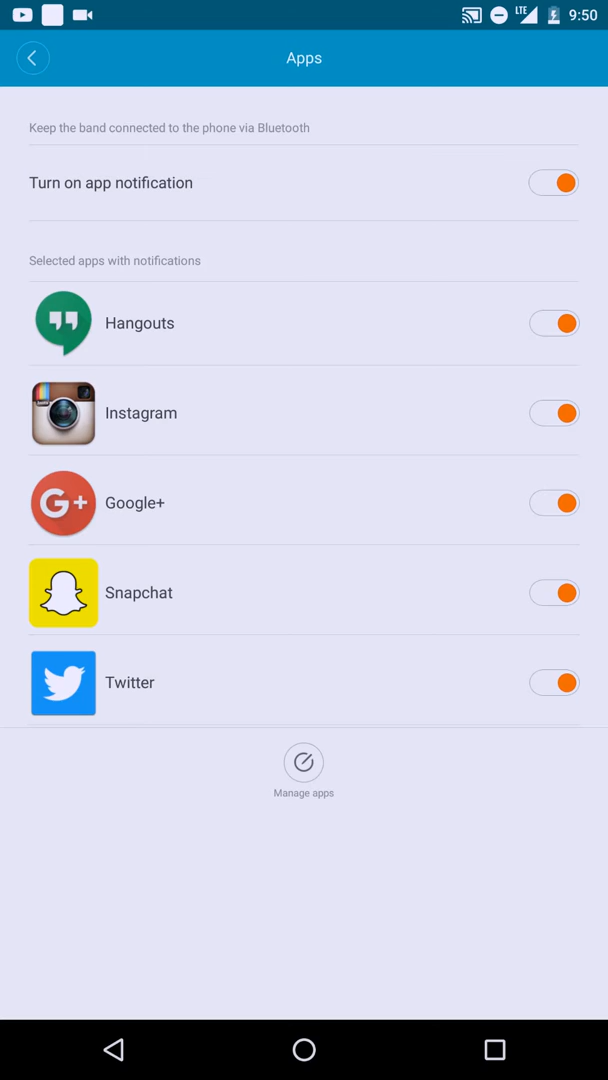 LTE 9:50
Apps
Keep the band connected to the phone via Bluetooth
Turn on app notification
Selected apps with notifications
Hangouts
Instagram
G+ Google+
Snapchat
Twitter
Manage apps